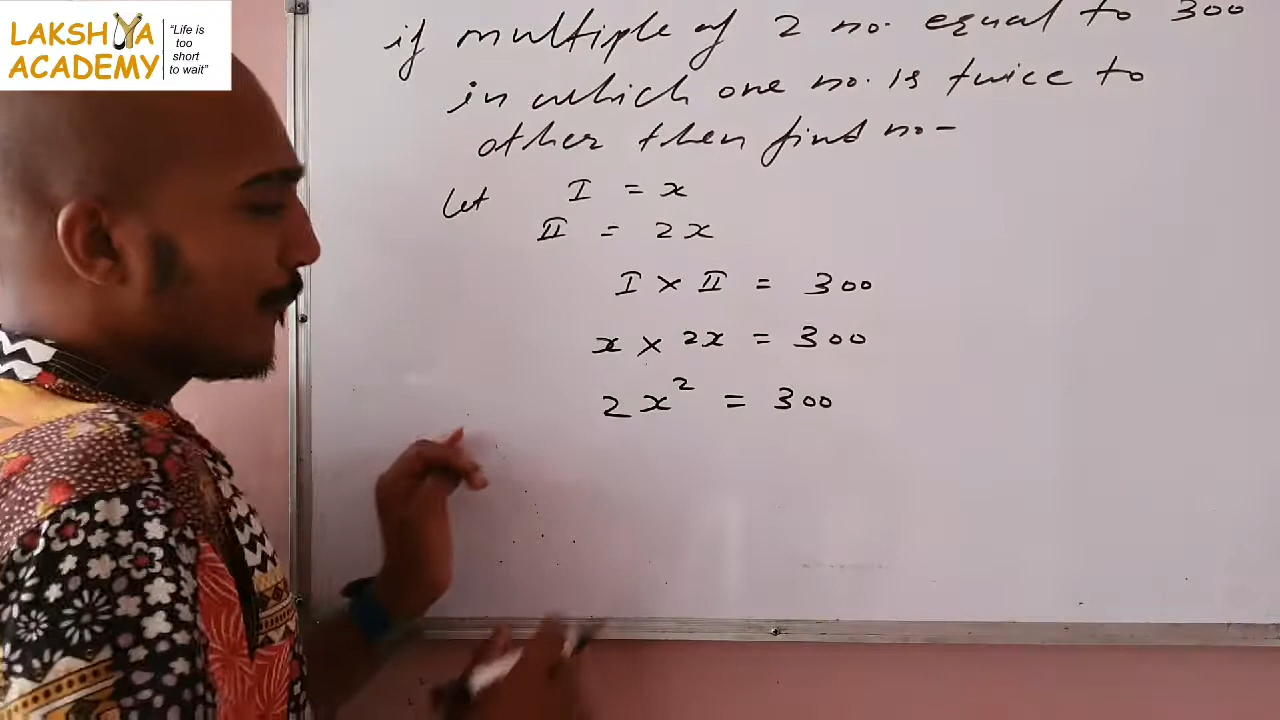 LAKSHYA
ACADEMY
"Life is
too
short
to wait"
if multiple of 2 no. equal to 300
in which one no. is twice to
other then find no-
Let I = x
II = 2x
I × II = 300
x × 2x = 300
2x² = 300